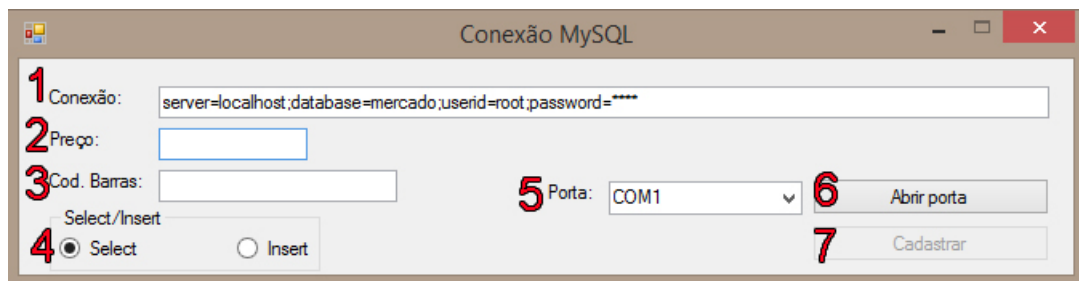 Conexão MySQL
1 Conexão: server=localhost;database=mercado;userid=root;password=****
2 Preço:
3 Cod. Barras:
5 Porta: COM1
6 Abrir porta
Select/Insert
4 Select Insert
7 Cadastrar